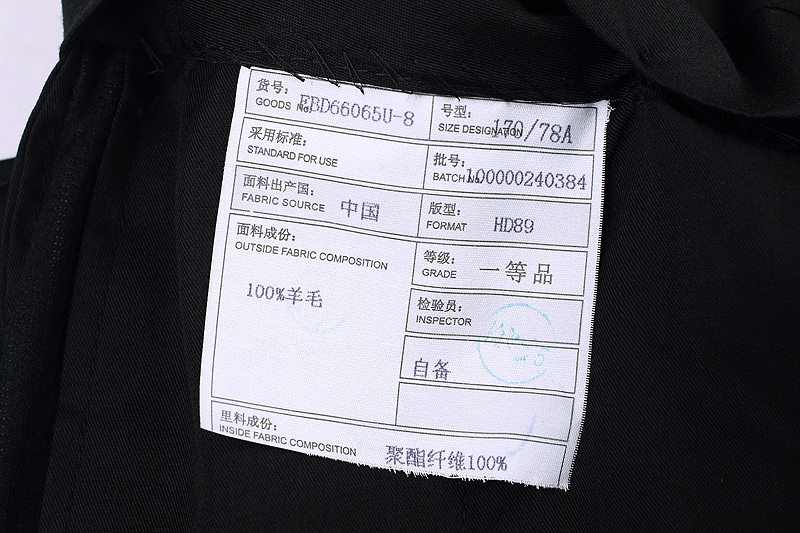 货号: EBD66065U-8
GOODS No.
号型: 170/78A
SIZE DESIGNATION
采用标准:
STANDARD FOR USE
批号:
BATCH No. 100000240384
面料出产国: 中国
FABRIC SOURCE
版型: HD89
FORMAT
面料成份:
OUTSIDE FABRIC COMPOSITION
100%羊毛
等级: 一等品
GRADE
检验员:
INSPECTOR
自备
里料成份:
INSIDE FABRIC COMPOSITION
聚酯纤维100%